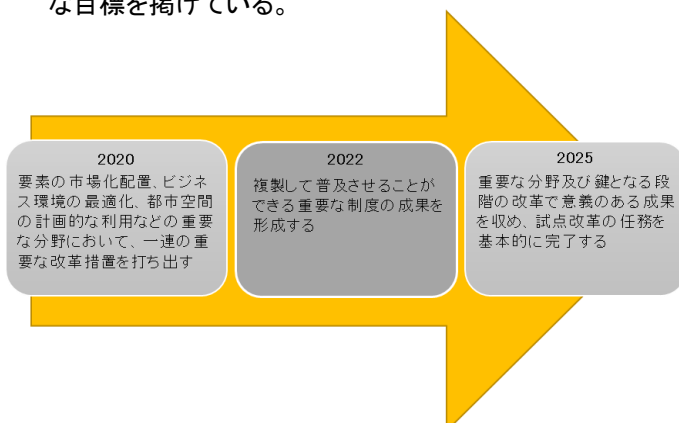 な目標を掲げている。
2020
要素の市場化配置、ビジネ
ス環境の最適化、都市空間
の計画的な利用などの重要
な分野において、一連の重
要な改革措置を打ち出す
2022
複製して普及させることが
できる重要な制度の成果を
形成する
2025
重要な分野及び鍵となる段
階の改革で意義のある成果
を収め、試点改革の任務を
基本的に完了する